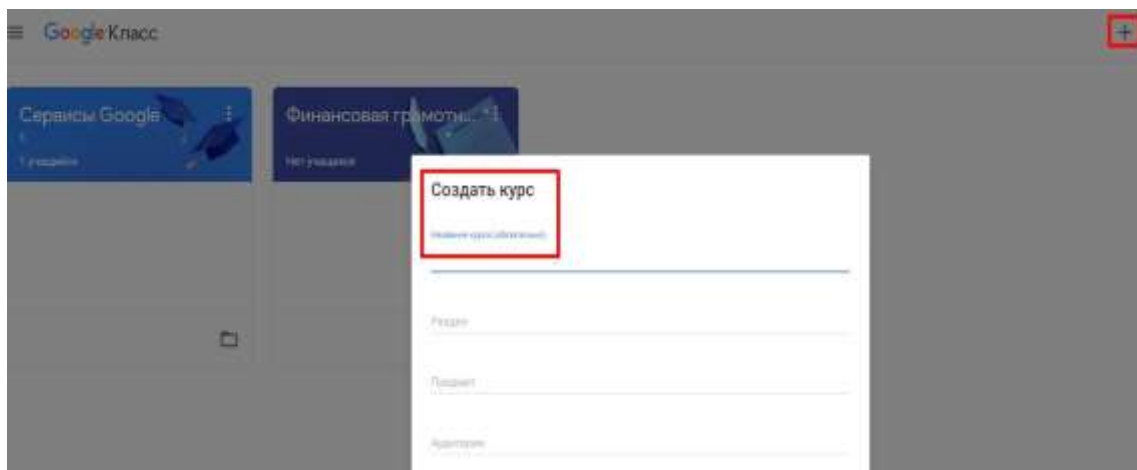 Google Класс
+
Сервисы Google
1 учащийся
Финансовая грамотн...
Нет учащихся
Создать курс
Название курса (обязательно)
Раздел
Предмет
Аудитория